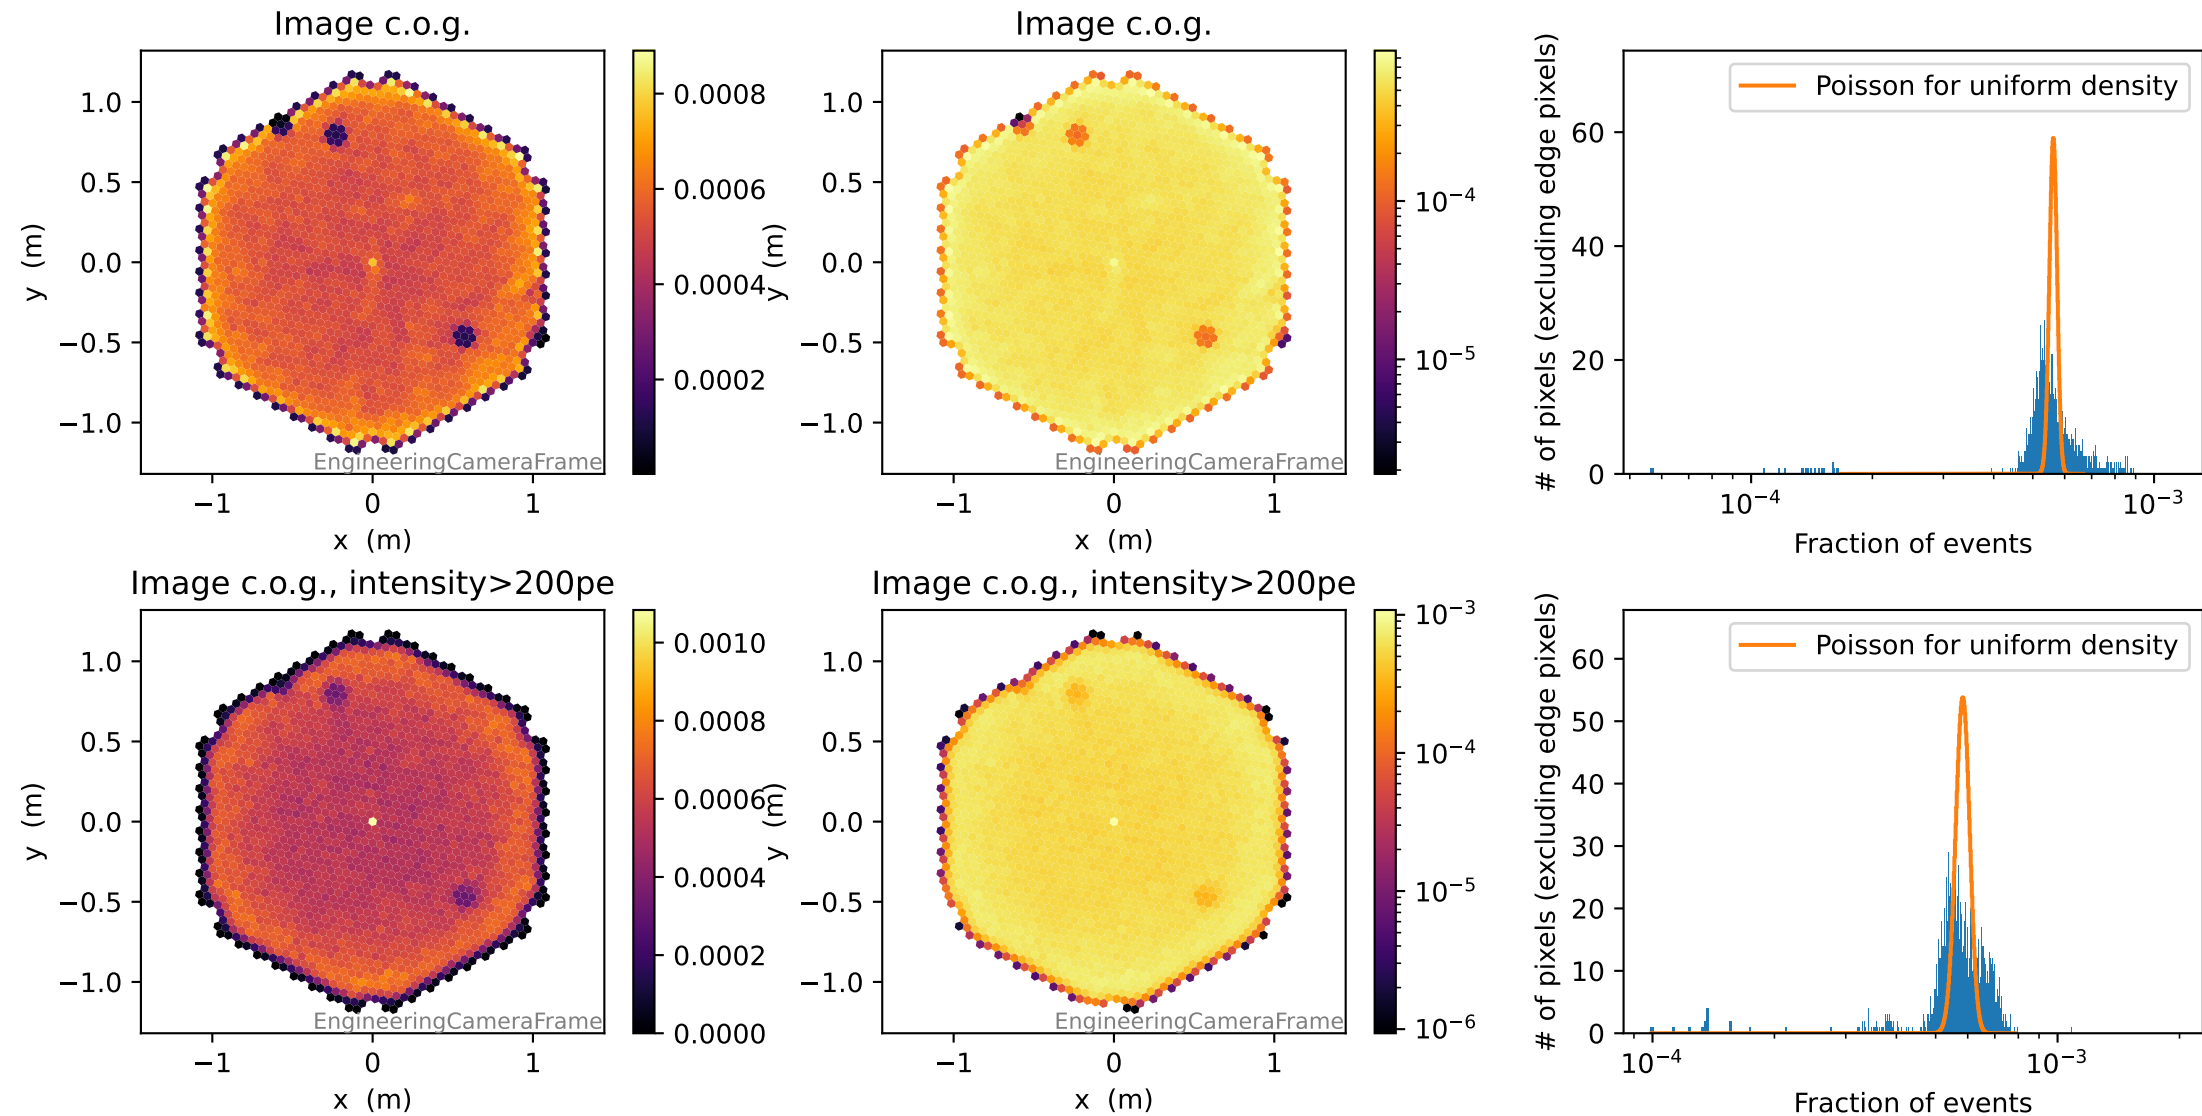 Image c.o.g.
1.0
0.5
0.0
−0.5
−1.0
y (m)
−1
0
1
x (m)
EngineeringCameraFrame
0.0008
0.0006
0.0004
0.0002
Image c.o.g.
1.0
0.5
0.0
−0.5
−1.0
y (m)
−1
0
1
x (m)
EngineeringCameraFrame
10−4
10−5
# of pixels (excluding edge pixels)
60
40
20
0
Poisson for uniform density
10−4
10−3
Fraction of events
Image c.o.g., intensity>200pe
1.0
0.5
0.0
−0.5
−1.0
y (m)
−1
0
1
x (m)
EngineeringCameraFrame
0.0010
0.0008
0.0006
0.0004
0.0002
0.0000
Image c.o.g., intensity>200pe
1.0
0.5
0.0
−0.5
−1.0
y (m)
−1
0
1
x (m)
EngineeringCameraFrame
10−3
10−4
10−5
10−6
# of pixels (excluding edge pixels)
60
50
40
30
20
10
0
Poisson for uniform density
10−4
10−3
Fraction of events